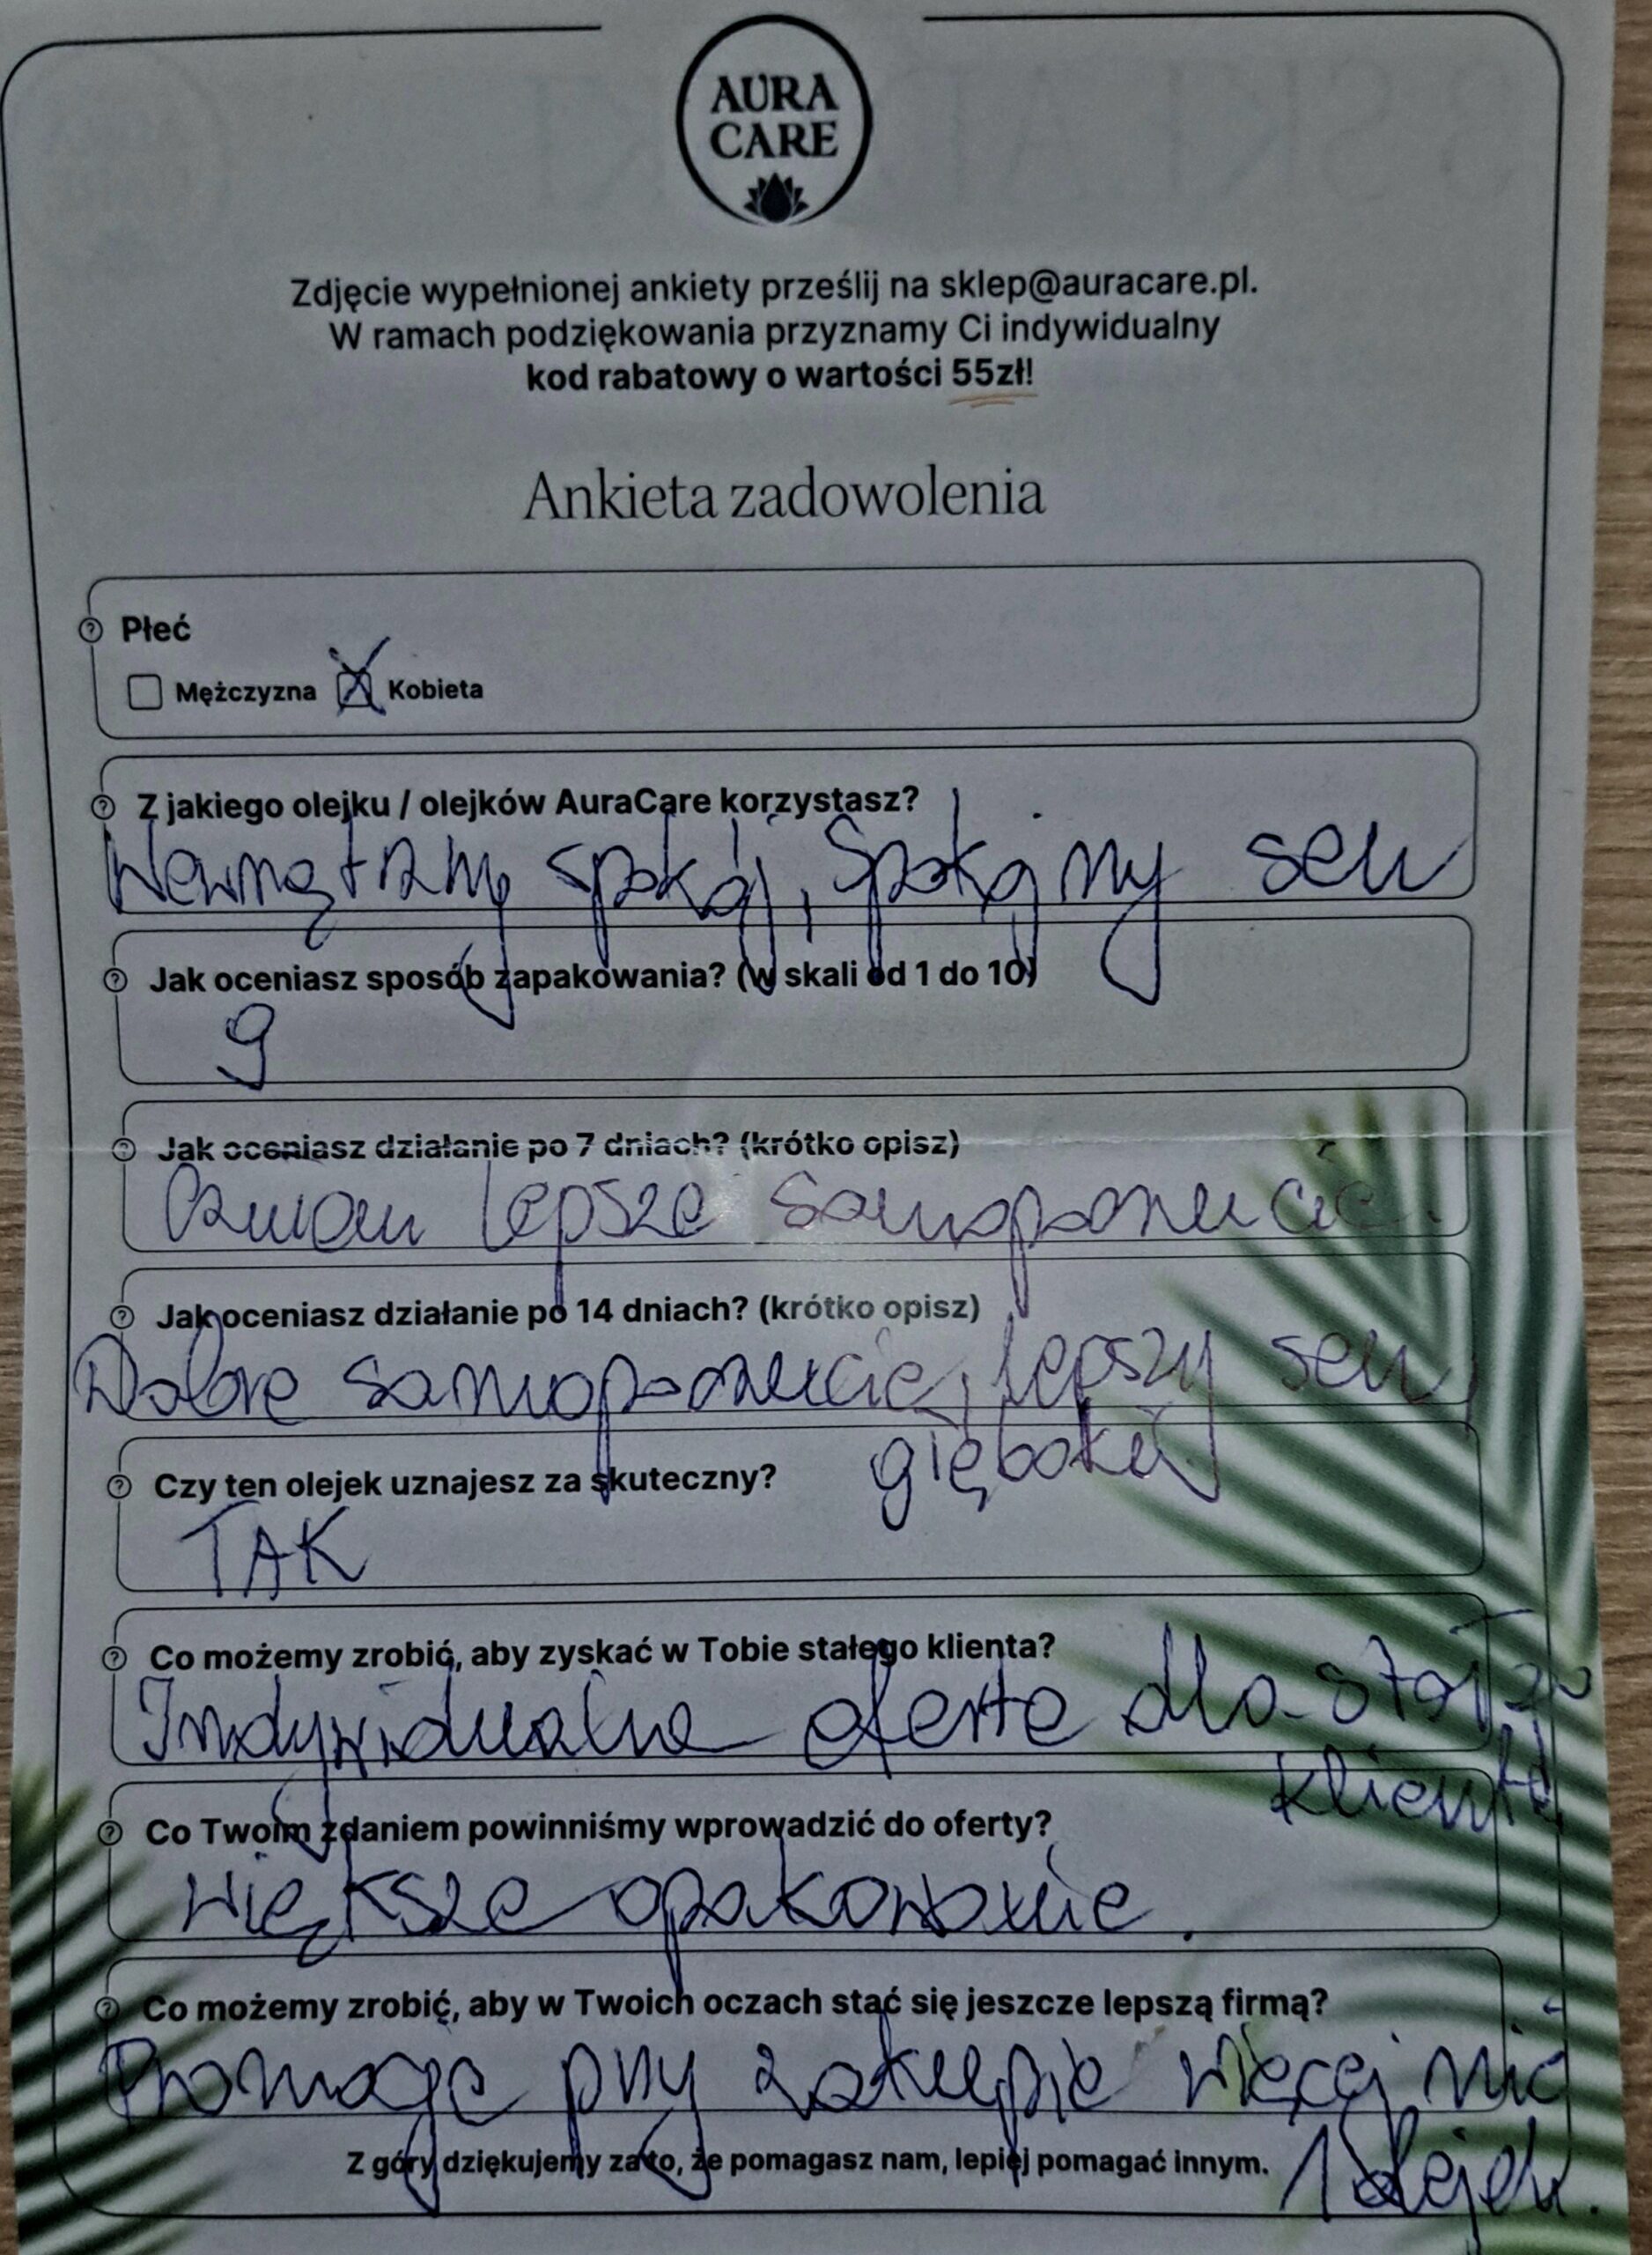 AURA
CARE
Zdjęcie wypełnionej ankiety prześlij na sklep@auracare.pl.
W ramach podziękowania przyznamy Ci indywidualny
kod rabatowy o wartości 55zł!
Ankieta zadowolenia
Płeć
Mężczyzna Kobieta
Z jakiego olejku / olejków AuraCare korzystasz?
Wewnętrzny spokój, Spokojny sen
Jak oceniasz sposób zapakowania? (w skali od 1 do 10)
9
Jak oceniasz działanie po 7 dniach? (krótko opisz)
lepsze samopoczucie.
Jak oceniasz działanie po 14 dniach? (krótko opisz)
Dobre samopoczucie, lepszy sen,
Czy ten olejek uznajesz za skuteczny?
TAK
Co możemy zrobić, aby zyskać w Tobie stałego klienta?
Indywidualne oferte dla
klienta
Co Twoim zdaniem powinniśmy wprowadzić do oferty?
większe opakowanie.
Co możemy zrobić, aby w Twoich oczach stać się jeszcze lepszą firmą?
Promocje przy zakupie więcej niż
Z góry dziękujemy za to, że pomagasz nam, lepiej pomagać innym.
1 olejek.